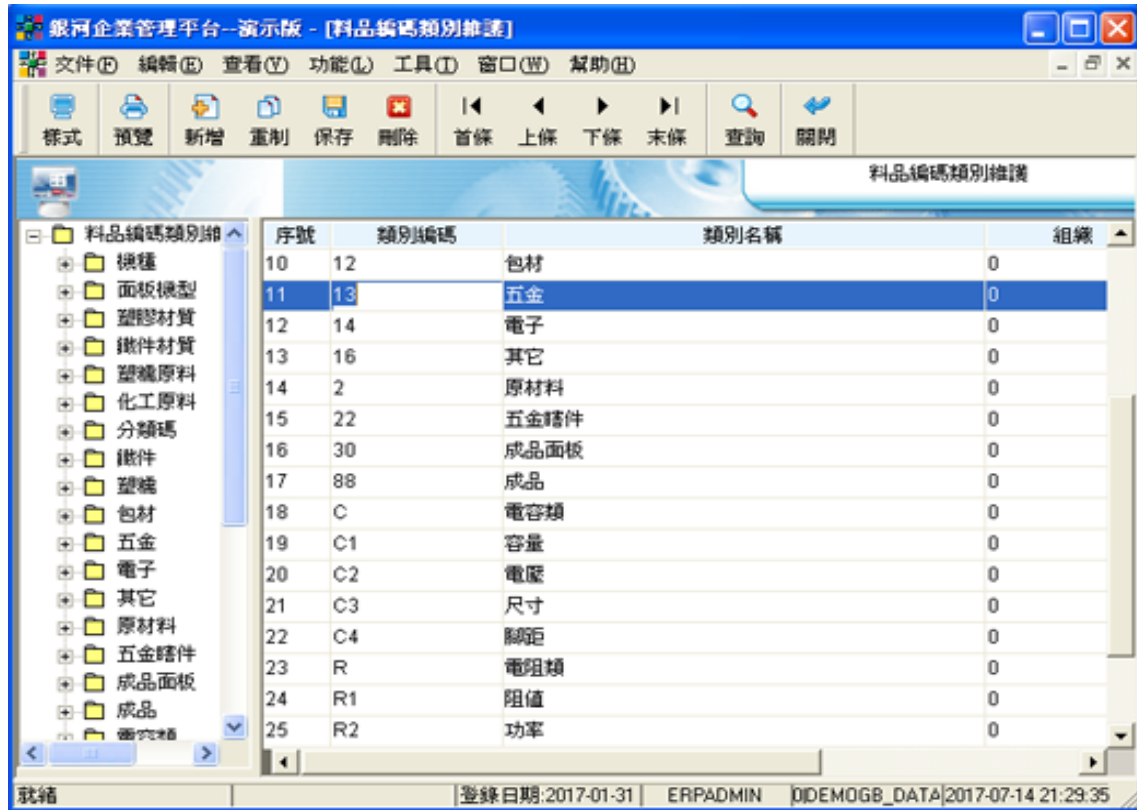 銀河企業管理平台--演示版 - [料品編碼類別維護]
文件(F) 編輯(E) 查看(V) 功能(L) 工具(T) 窗口(W) 幫助(H)
樣式 預覽 新增 重制 保存 刪除 首條 上條 下條 末條 查詢 關閉
料品編碼類別維護
料品編碼類別維
機種
面板機型
塑膠材質
鐵件材質
塑橋原料
化工原料
分類碼
鐵件
塑橋
包材
五金
電子
其它
原材料
五金瞎件
成品面板
成品
電容類
序號 類別編碼 類別名稱 組織
10 12 包材 0
11 13 五金 0
12 14 電子 0
13 16 其它 0
14 2 原材料 0
15 22 五金瞎件 0
16 30 成品面板 0
17 88 成品 0
18 C 電容類 0
19 C1 容量 0
20 C2 電壓 0
21 C3 尺寸 0
22 C4 腳距 0
23 R 電阻類 0
24 R1 阻值 0
25 R2 功率 0
就緒 登錄日期:2017-01-31 ERPADMIN 0|DEMOGB_DATA 2017-07-14 21:29:35